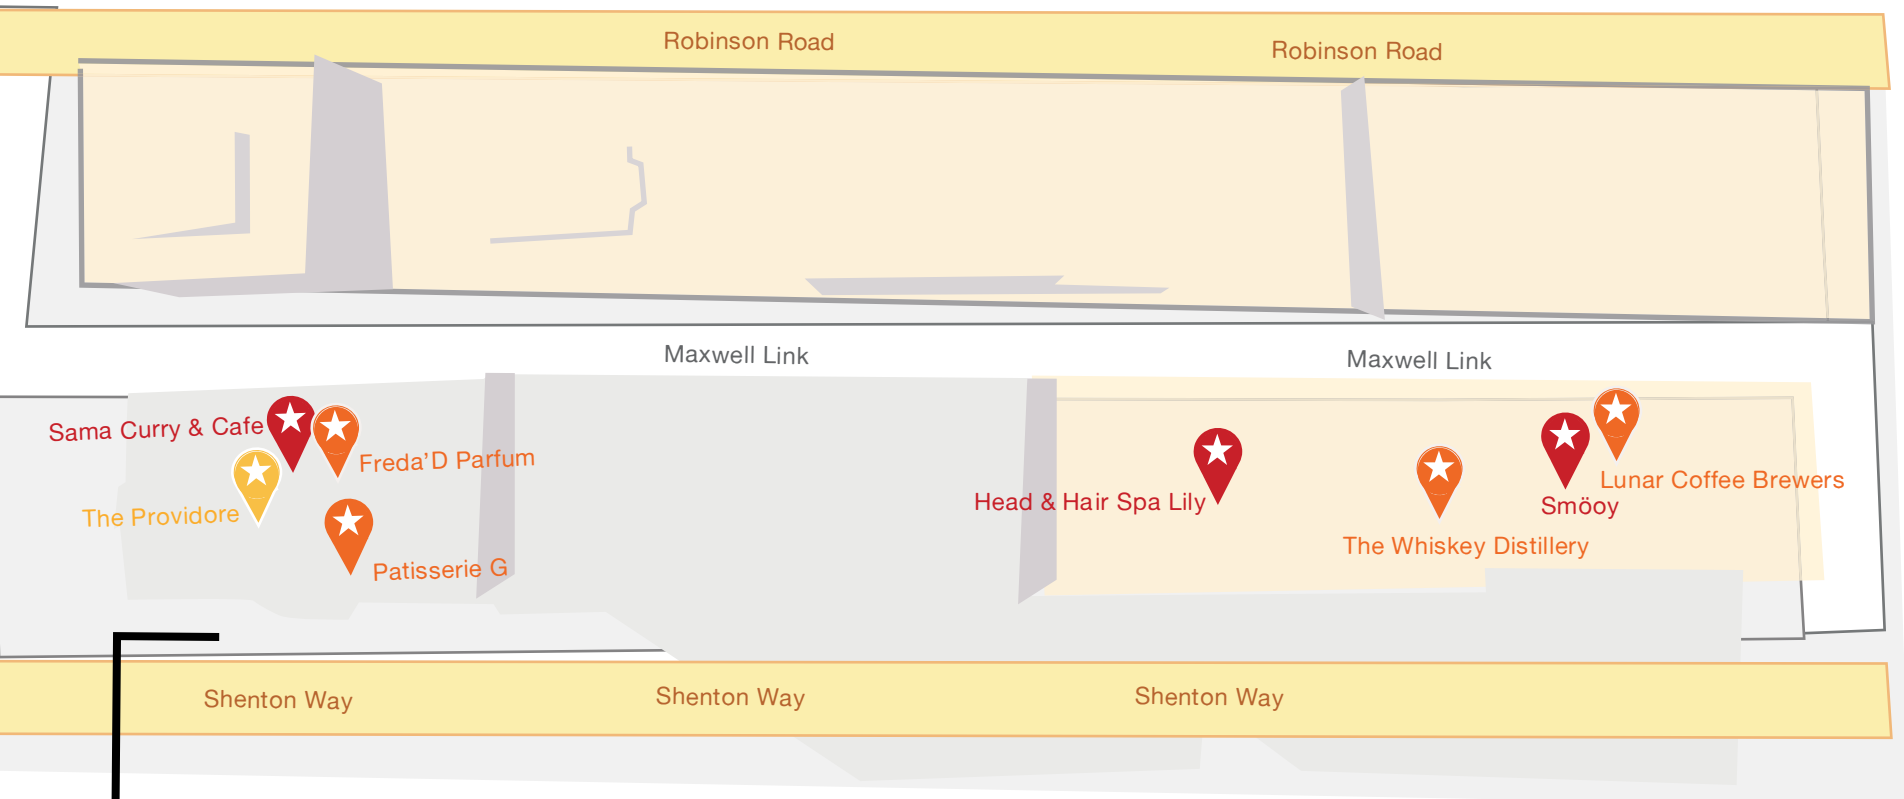 Robinson Road
Robinson Road
Maxwell Link
Maxwell Link
Sama Curry & Cafe
Freda'D Parfum
The Providore
Patisserie G
Head & Hair Spa Lily
Lunar Coffee Brewers
Smöoy
The Whiskey Distillery
Shenton Way
Shenton Way
Shenton Way